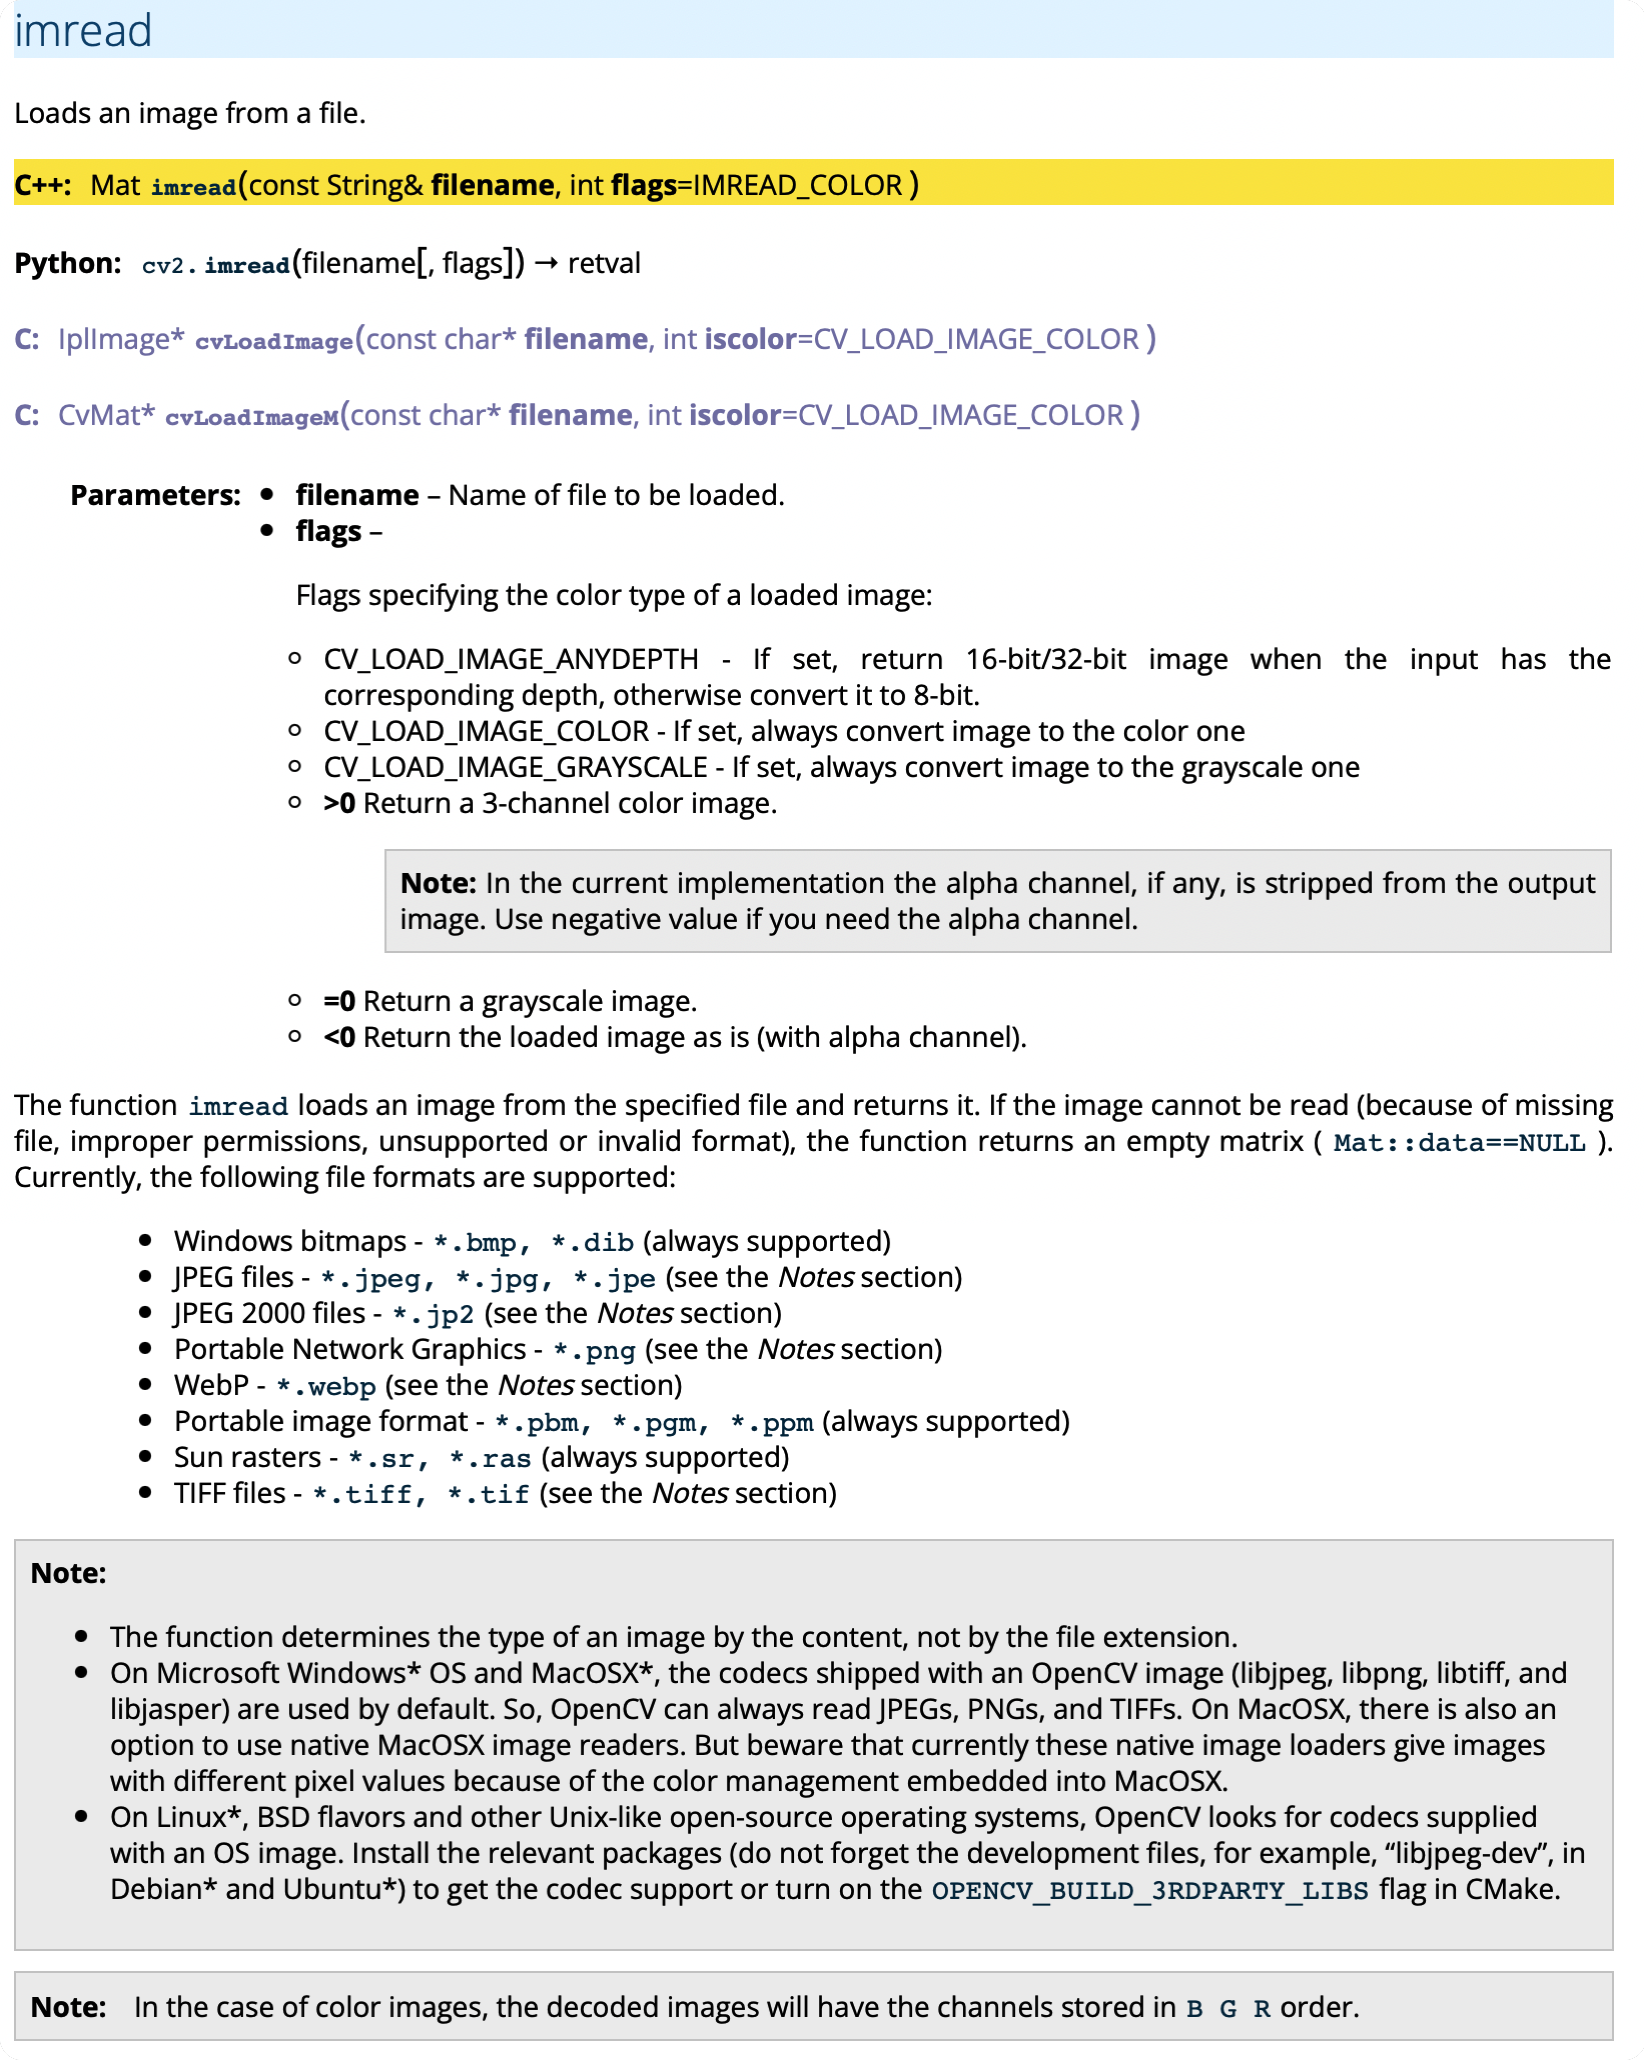 imread
Loads an image from a file.
C++: Mat imread(const String& filename, int flags=IMREAD_COLOR )
Python: cv2.imread(filename[, flags]) → retval
C: IplImage* cvLoadImage(const char* filename, int iscolor=CV_LOAD_IMAGE_COLOR )
C: CvMat* cvLoadImageM(const char* filename, int iscolor=CV_LOAD_IMAGE_COLOR )
Parameters: • filename – Name of file to be loaded.
• flags –
Flags specifying the color type of a loaded image:
◦ CV_LOAD_IMAGE_ANYDEPTH - If set, return 16-bit/32-bit image when the input has the
corresponding depth, otherwise convert it to 8-bit.
◦ CV_LOAD_IMAGE_COLOR - If set, always convert image to the color one
◦ CV_LOAD_IMAGE_GRAYSCALE - If set, always convert image to the grayscale one
◦ >0 Return a 3-channel color image.
Note: In the current implementation the alpha channel, if any, is stripped from the output
image. Use negative value if you need the alpha channel.
◦ =0 Return a grayscale image.
◦ <0 Return the loaded image as is (with alpha channel).
The function imread loads an image from the specified file and returns it. If the image cannot be read (because of missing
file, improper permissions, unsupported or invalid format), the function returns an empty matrix ( Mat::data==NULL ).
Currently, the following file formats are supported:
• Windows bitmaps - *.bmp, *.dib (always supported)
• JPEG files - *.jpeg, *.jpg, *.jpe (see the Notes section)
• JPEG 2000 files - *.jp2 (see the Notes section)
• Portable Network Graphics - *.png (see the Notes section)
• WebP - *.webp (see the Notes section)
• Portable image format - *.pbm, *.pgm, *.ppm (always supported)
• Sun rasters - *.sr, *.ras (always supported)
• TIFF files - *.tiff, *.tif (see the Notes section)
Note:
• The function determines the type of an image by the content, not by the file extension.
• On Microsoft Windows* OS and MacOSX*, the codecs shipped with an OpenCV image (libjpeg, libpng, libtiff, and
libjasper) are used by default. So, OpenCV can always read JPEGs, PNGs, and TIFFs. On MacOSX, there is also an
option to use native MacOSX image readers. But beware that currently these native image loaders give images
with different pixel values because of the color management embedded into MacOSX.
• On Linux*, BSD flavors and other Unix-like open-source operating systems, OpenCV looks for codecs supplied
with an OS image. Install the relevant packages (do not forget the development files, for example, “libjpeg-dev”, in
Debian* and Ubuntu*) to get the codec support or turn on the OPENCV_BUILD_3RDPARTY_LIBS flag in CMake.
Note: In the case of color images, the decoded images will have the channels stored in B G R order.